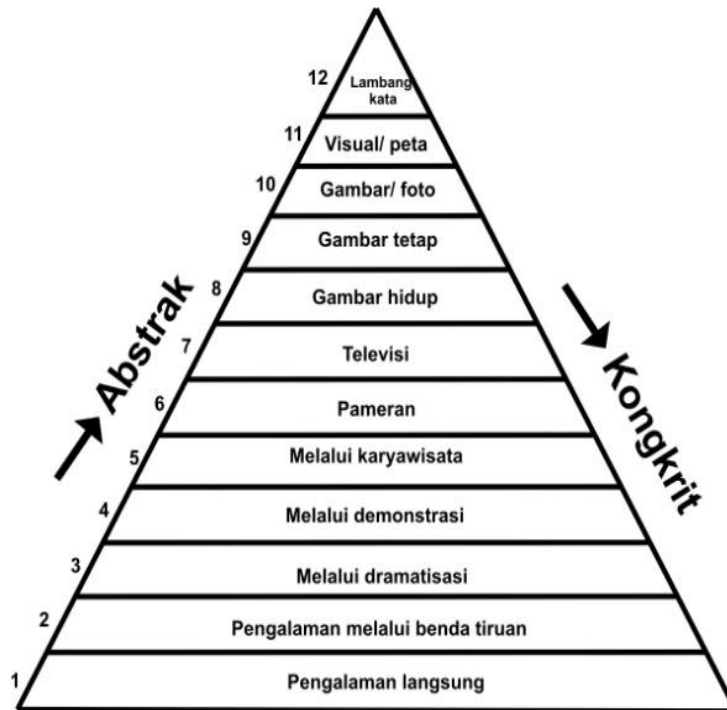 12 Lambang
kata
11 Visual/ peta
10 Gambar/ foto
9 Gambar tetap
8 Gambar hidup
7 Televisi
6 Pameran
5 Melalui karyawisata
4 Melalui demonstrasi
3 Melalui dramatisasi
2 Pengalaman melalui benda tiruan
1 Pengalaman langsung
Abstrak
Kongkrit